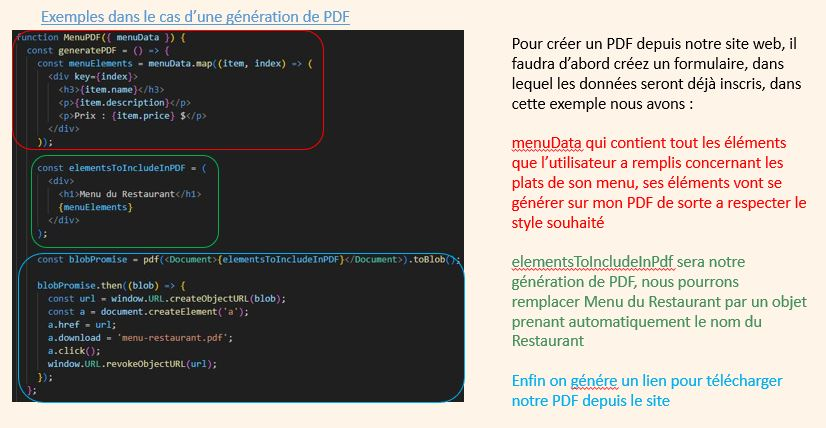 Exemples dans le cas d'une génération de PDF
function MenuPDF({ menuData }) {
const generatePDF = () => {
const menuElements = menuData.map((item, index) => (
<div key={index}>
<h3>{item.name}</h3>
<p>{item.description}</p>
<p>Prix : {item.price} $</p>
</div>
));
const elementsToIncludeInPDF = (
<div>
<h1>Menu du Restaurant</h1>
{menuElements}
</div>
);
const blobPromise = pdf(<Document>{elementsToIncludeInPDF}</Document>).toBlob();
blobPromise.then((blob) => {
const url = window.URL.createObjectURL(blob);
const a = document.createElement('a');
a.href = url;
a.download = 'menu-restaurant.pdf';
a.click();
window.URL.revokeObjectURL(url);
});
};
Pour créer un PDF depuis notre site web, il
faudra d'abord créez un formulaire, dans
lequel les données seront déjà inscris, dans
cette exemple nous avons :
menuData qui contient tout les éléments
que l'utilisateur a remplis concernant les
plats de son menu, ses éléments vont se
générer sur mon PDF de sorte a respecter le
style souhaité
elementsToIncludeInPdf sera notre
génération de PDF, nous pourrons
remplacer Menu du Restaurant par un objet
prenant automatiquement le nom du
Restaurant
Enfin on génére un lien pour télécharger
notre PDF depuis le site